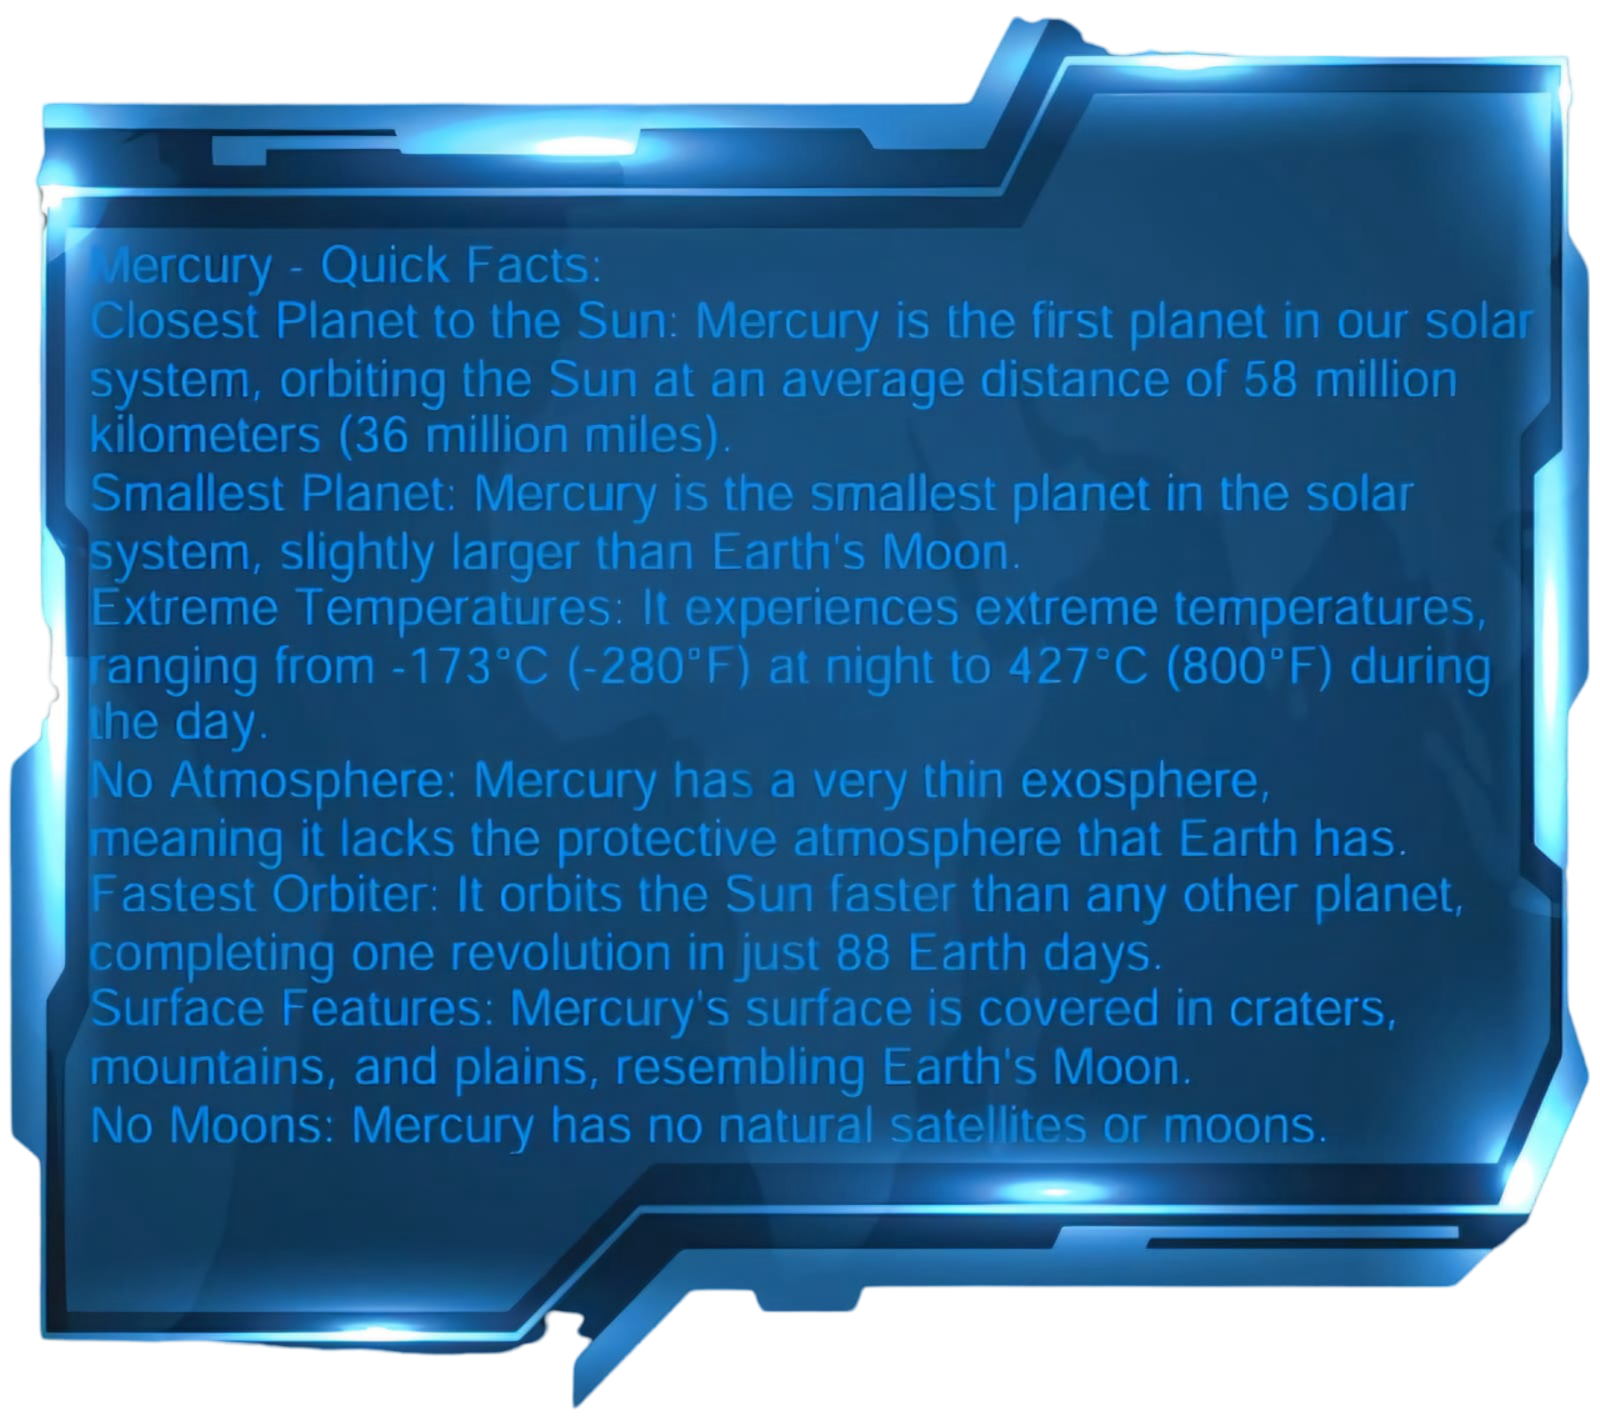 Mercury - Quick Facts:
Closest Planet to the Sun: Mercury is the first planet in our solar
system, orbiting the Sun at an average distance of 58 million
kilometers (36 million miles).
Smallest Planet: Mercury is the smallest planet in the solar
system, slightly larger than Earth's Moon.
Extreme Temperatures: It experiences extreme temperatures,
ranging from -173°C (-280°F) at night to 427°C (800°F) during
the day.
No Atmosphere: Mercury has a very thin exosphere,
meaning it lacks the protective atmosphere that Earth has.
Fastest Orbiter: It orbits the Sun faster than any other planet,
completing one revolution in just 88 Earth days.
Surface Features: Mercury's surface is covered in craters,
mountains, and plains, resembling Earth's Moon.
No Moons: Mercury has no natural satellites or moons.